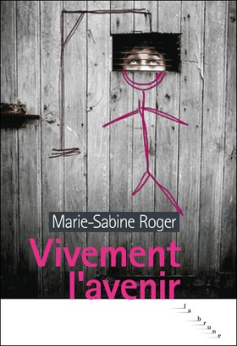 Marie-Sabine Roger
Vivement
l'avenir
la brune